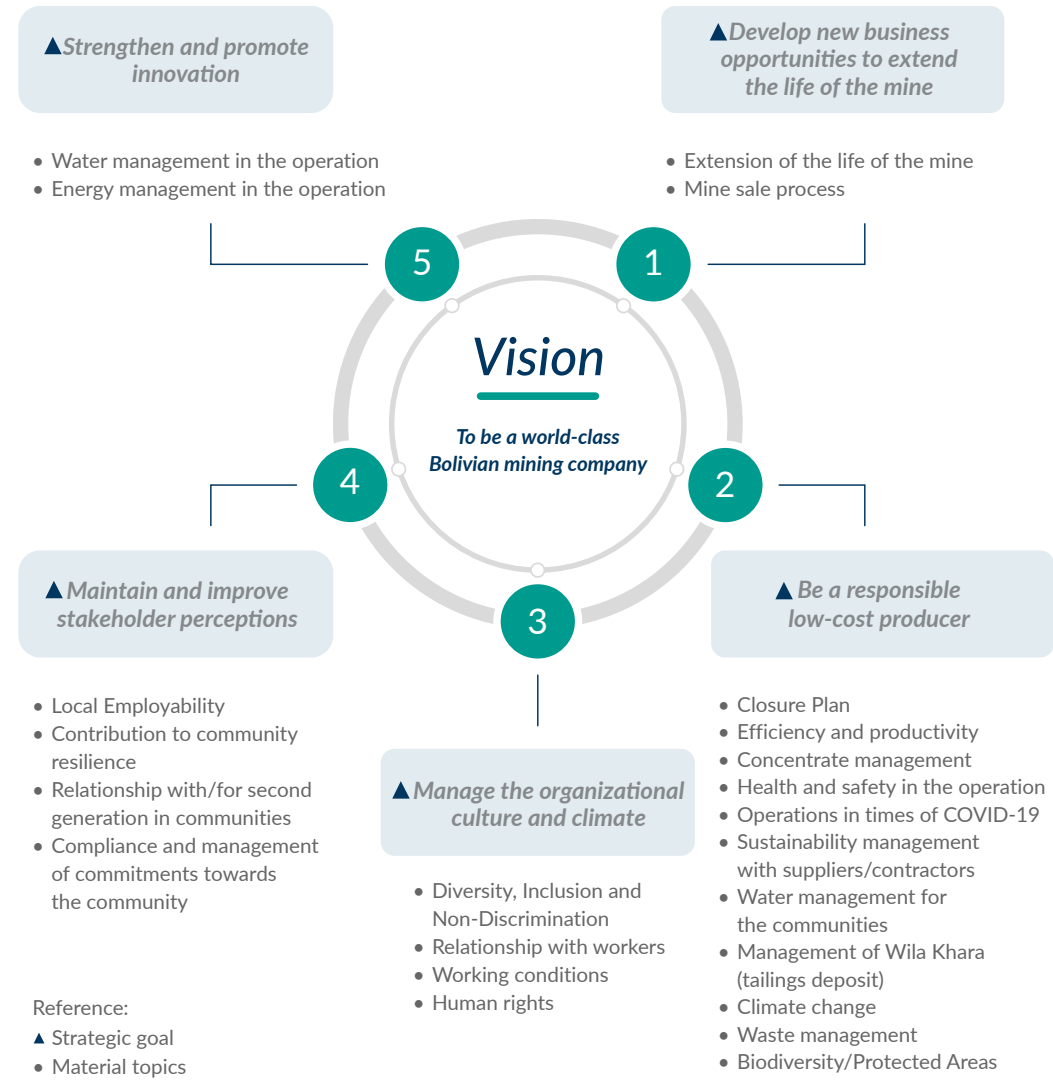 ▲Strengthen and promote
innovation
• Water management in the operation
• Energy management in the operation
▲Develop new business
opportunities to extend
the life of the mine
• Extension of the life of the mine
• Mine sale process
5
1
Vision
To be a world-class
Bolivian mining company
4
2
3
▲Maintain and improve
stakeholder perceptions
• Local Employability
• Contribution to community
resilience
• Relationship with/for second
generation in communities
• Compliance and management
of commitments towards
the community
▲Manage the organizational
culture and climate
• Diversity, Inclusion and
Non-Discrimination
• Relationship with workers
• Working conditions
• Human rights
▲Be a responsible
low-cost producer
• Closure Plan
• Efficiency and productivity
• Concentrate management
• Health and safety in the operation
• Operations in times of COVID-19
• Sustainability management
with suppliers/contractors
• Water management for
the communities
• Management of Wila Khara
(tailings deposit)
• Climate change
• Waste management
• Biodiversity/Protected Areas
Reference:
▲ Strategic goal
• Material topics